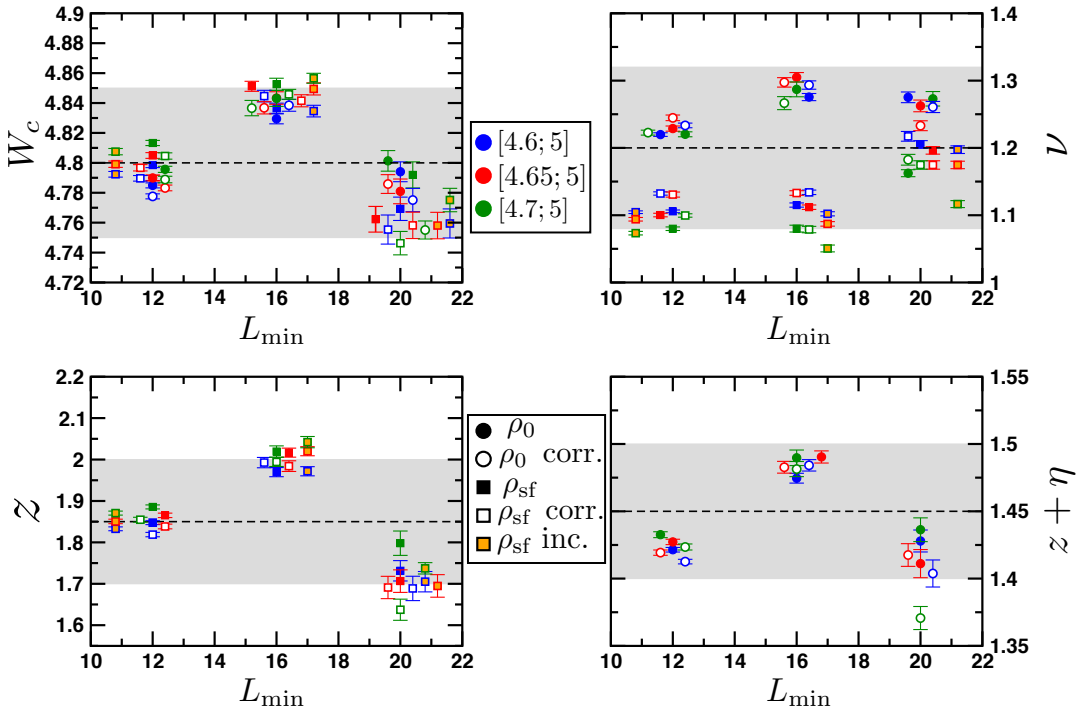 4.9
4.88
4.86
4.84
4.82
4.8
4.78
4.76
4.74
4.72
W_c
10 12 14 16 18 20 22
L_min
[4.6; 5]
[4.65; 5]
[4.7; 5]
1.4
1.3
1.2
1.1
1
ν
10 12 14 16 18 20 22
L_min
2.2
2.1
2
1.9
1.8
1.7
1.6
z
10 12 14 16 18 20 22
L_min
ρ_0
ρ_0 corr.
ρ_sf
ρ_sf corr.
ρ_sf inc.
1.55
1.5
1.45
1.4
1.35
z + η
10 12 14 16 18 20 22
L_min